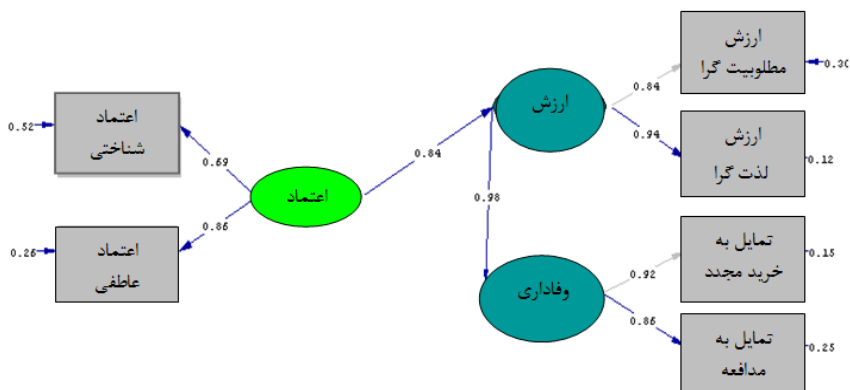 ارزش
مطلوبیت گرا
0.30
0.84
ارزش
ارزش
لذت گرا
0.12
0.94
اعتماد
شناختی
0.52
0.69
0.84
اعتماد
0.98
اعتماد
عاطفی
0.86
تمایل به
خرید مجدد
0.15
0.92
وفاداری
تمایل به
مدافعه
0.25
0.86